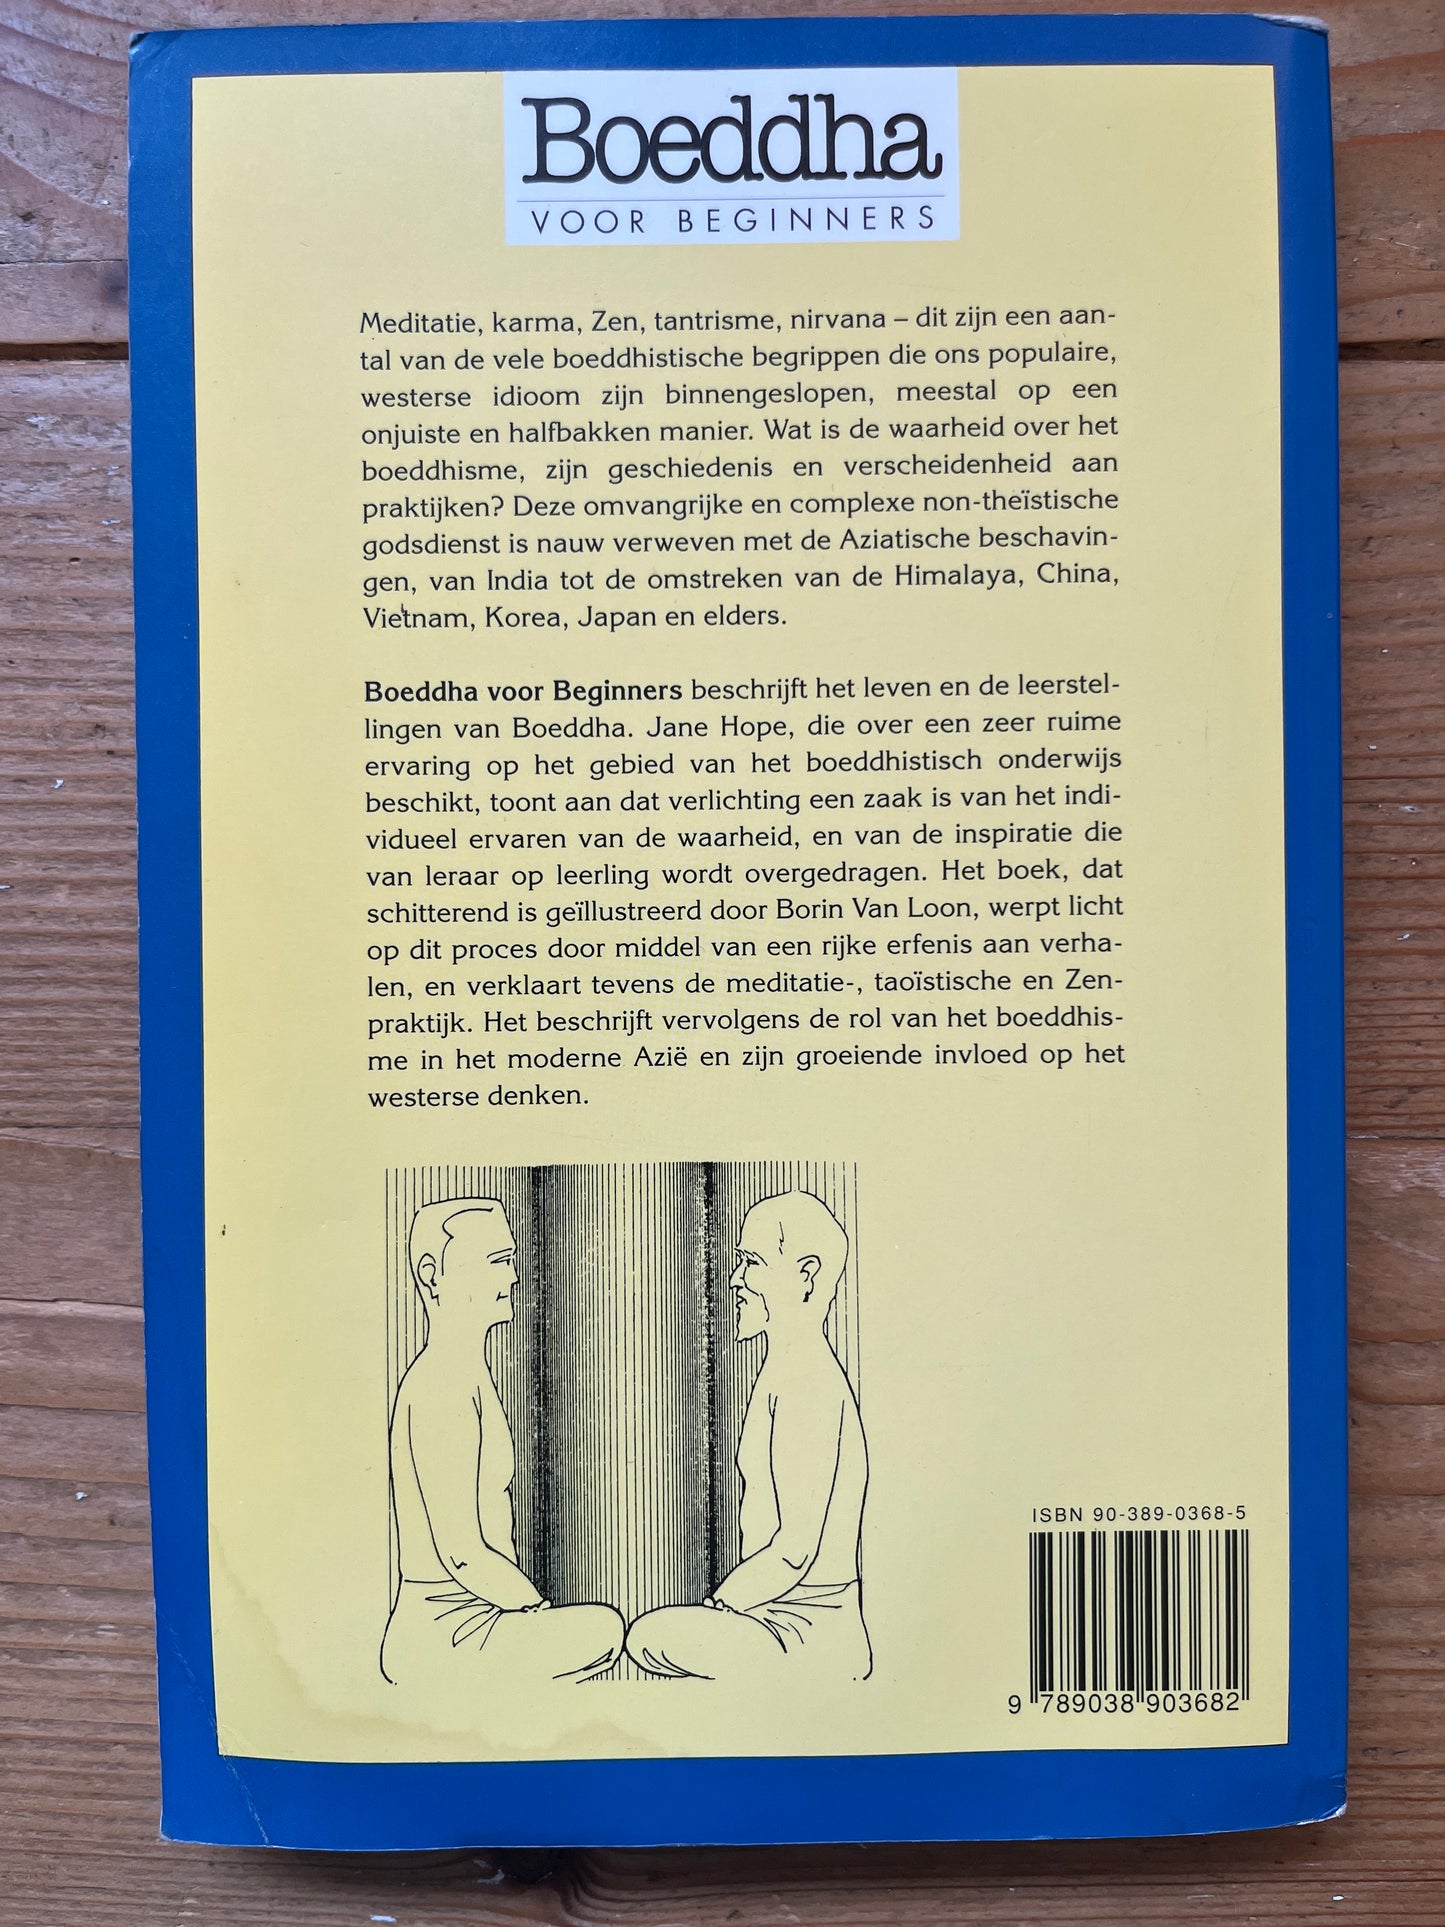 Boeddha
VOOR BEGINNERS
Meditatie, karma, Zen, tantrisme, nirvana – dit zijn een aan-
tal van de vele boeddhistische begrippen die ons populaire,
westerse idioom zijn binnengeslopen, meestal op een
onjuiste en halfbakken manier. Wat is de waarheid over het
boeddhisme, zijn geschiedenis en verscheidenheid aan
praktijken? Deze omvangrijke en complexe non-theïstische
godsdienst is nauw verweven met de Aziatische beschavin-
gen, van India tot de omstreken van de Himalaya, China,
Vietnam, Korea, Japan en elders.
Boeddha voor Beginners beschrijft het leven en de leerstel-
lingen van Boeddha. Jane Hope, die over een zeer ruime
ervaring op het gebied van het boeddhistisch onderwijs
beschikt, toont aan dat verlichting een zaak is van het indi-
vidueel ervaren van de waarheid, en van de inspiratie die
van leraar op leerling wordt overgedragen. Het boek, dat
schitterend is geïllustreerd door Borin Van Loon, werpt licht
op dit proces door middel van een rijke erfenis aan verha-
len, en verklaart tevens de meditatie-, taoïstische en Zen-
praktijk. Het beschrijft vervolgens de rol van het boeddhis-
me in het moderne Azië en zijn groeiende invloed op het
westerse denken.
ISBN 90-389-0368-5
9 789038 903682